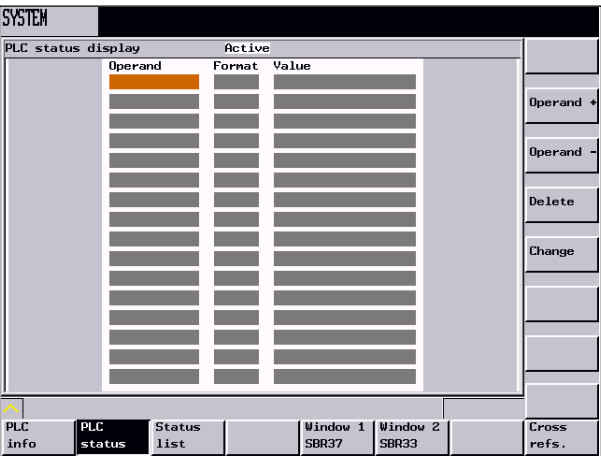 SYSTEM
PLC status display Active
Operand Format Value
Operand +
Operand -
Delete
Change
PLC info
PLC status
Status list
Window 1 SBR37
Window 2 SBR33
Cross refs.